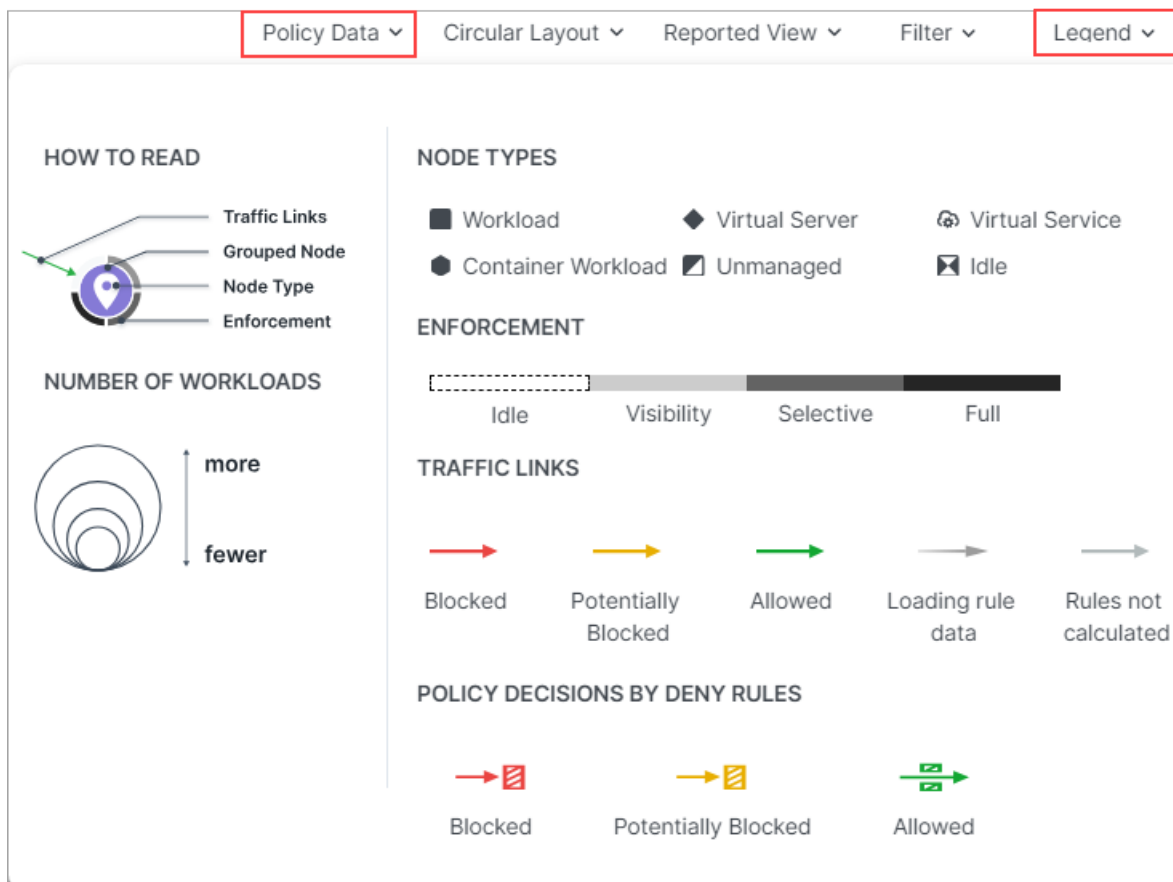 Policy Data
Circular Layout
Reported View
Filter
Legend
HOW TO READ
Traffic Links
Grouped Node
Node Type
Enforcement
NUMBER OF WORKLOADS
more
fewer
NODE TYPES
Workload
Virtual Server
Virtual Service
Container Workload
Unmanaged
Idle
ENFORCEMENT
Idle
Visibility
Selective
Full
TRAFFIC LINKS
Blocked
Potentially
Blocked
Allowed
Loading rule
data
Rules not
calculated
POLICY DECISIONS BY DENY RULES
Blocked
Potentially Blocked
Allowed